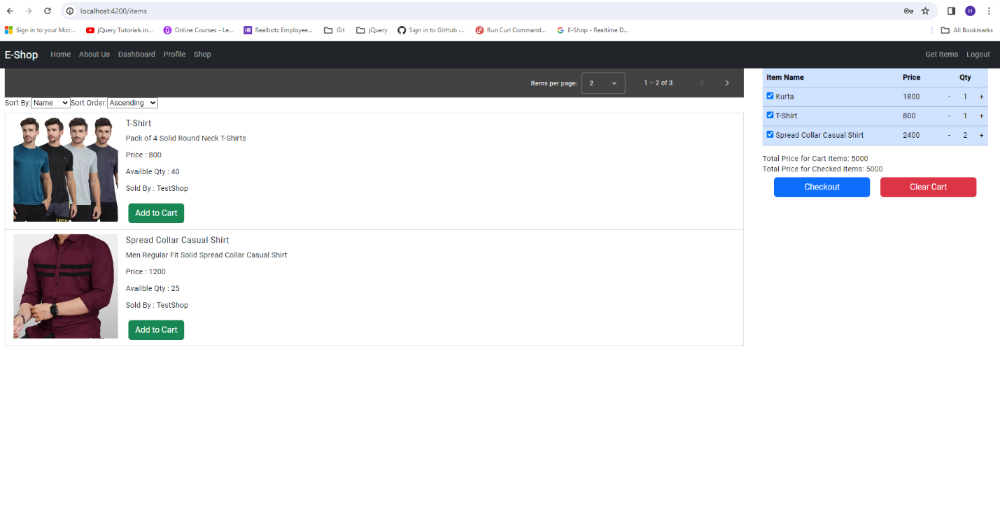 localhost:4200/items
H
Sign in to your Micr... jQuery Tutorials in... Online Courses - Le... Realbotz Employee... Git jQuery Sign in to GitHub ·... Run Curl Command... E-Shop - Realtime D... All Bookmarks
E-Shop Home About Us DashBoard Profile Shop Get Items Logout
Items per page: 2 1 – 2 of 3
Sort By: Name Sort Order: Ascending
T-Shirt
Pack of 4 Solid Round Neck T-Shirts
Price : 800
Availble Qty : 40
Sold By : TestShop
Add to Cart
Spread Collar Casual Shirt
Men Regular Fit Solid Spread Collar Casual Shirt
Price : 1200
Availble Qty : 25
Sold By : TestShop
Add to Cart
Item Name Price Qty
Kurta 1800 - 1 +
T-Shirt 800 - 1 +
Spread Collar Casual Shirt 2400 - 2 +
Total Price for Cart Items: 5000
Total Price for Checked Items: 5000
Checkout Clear Cart